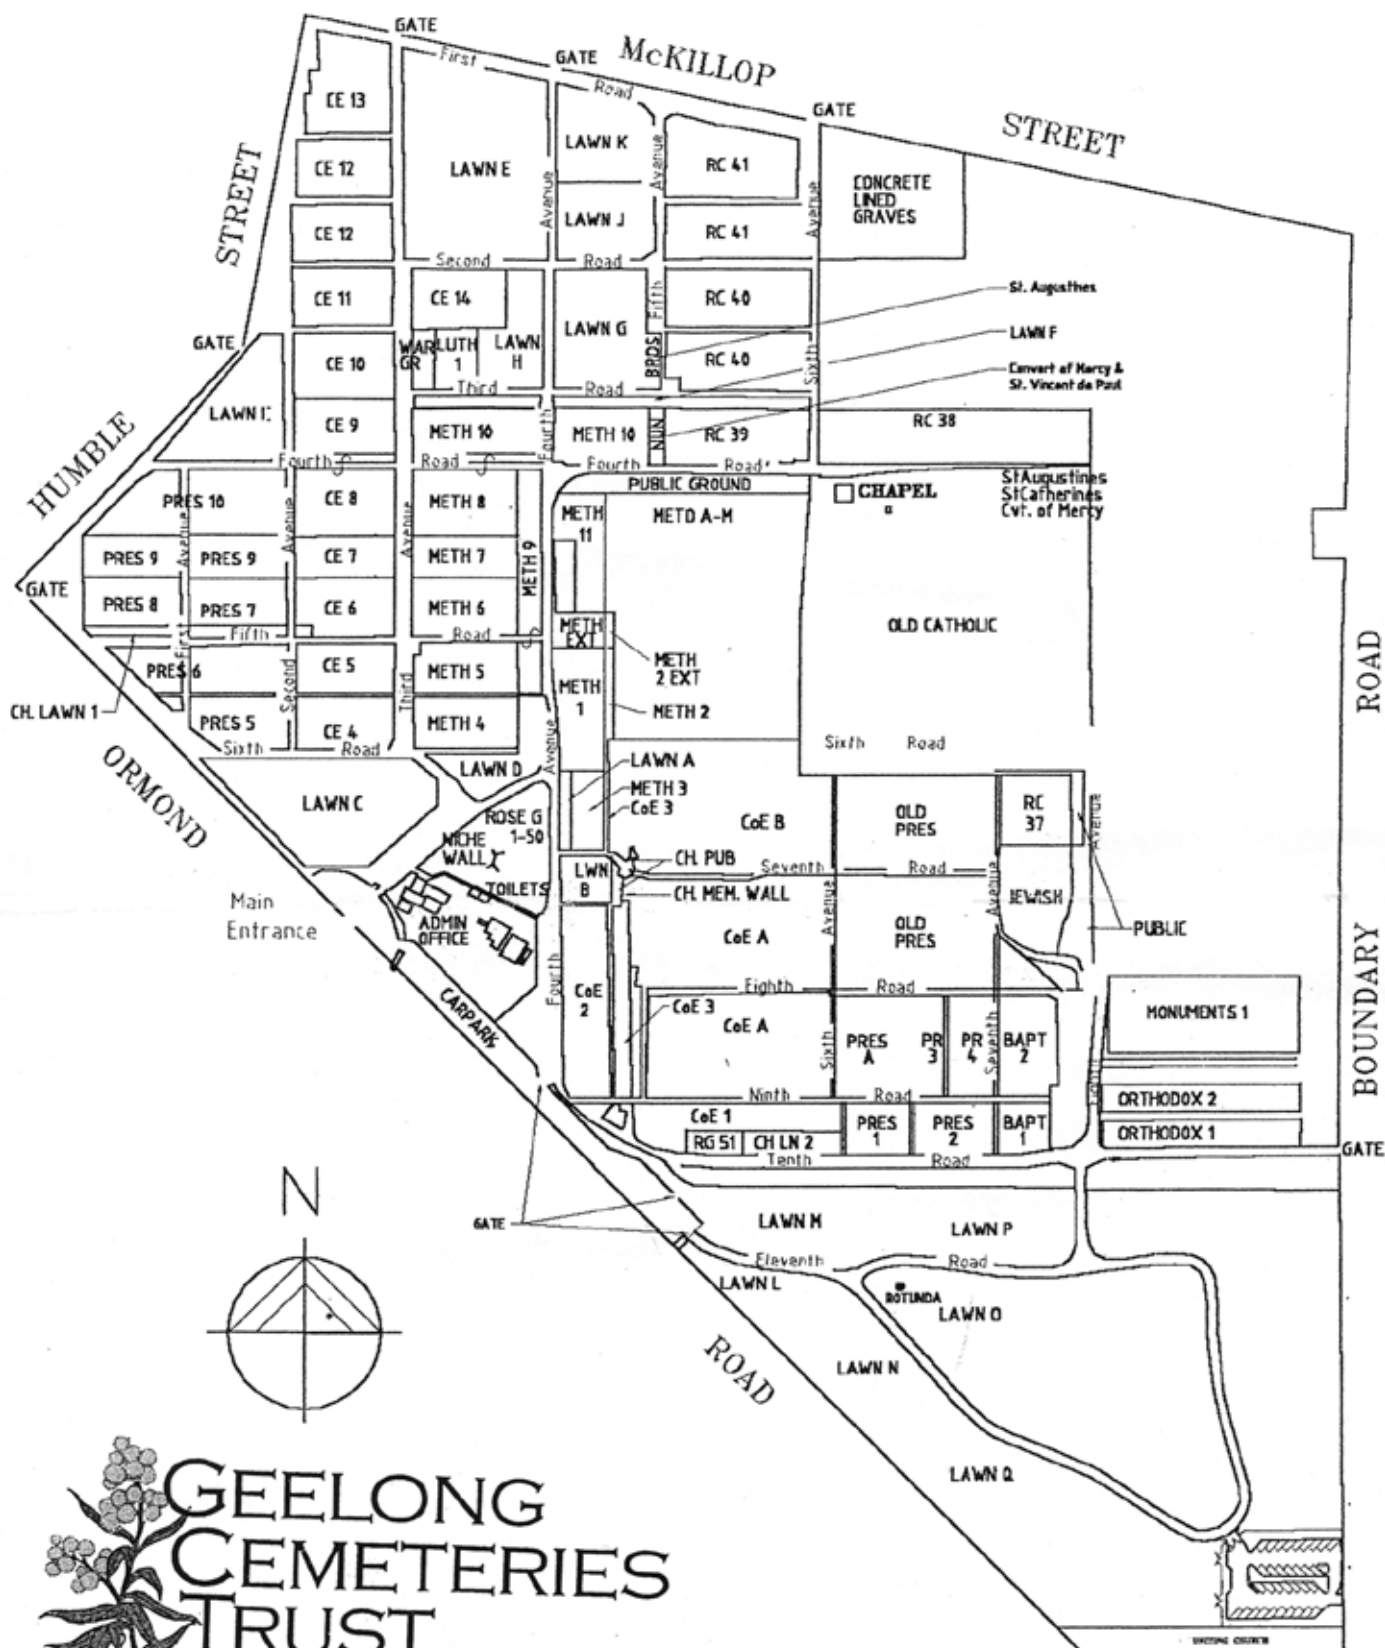 GATE
McKILLOP
STREET
First
GATE
Road
GATE
CE 13
LAWN K
Avenue
RC 41
CE 12
LAWN E
CONCRETE
LINED
GRAVES
STREET
Avenue
Avenue
LAWN J
CE 12
RC 41
Second
Road
CE 11
CE 14
Fifth
RC 40
St. Augusthes
LAWN G
GATE
CE 10
WAR
GR
LUTH
1
LAWN
H
BRDS
RC 40
Sixth
LAWN F
Convert of Mercy &
St. Vincent de Paul
Third
Road
LAWN I
CE 9
METH 10
Fourth
METH 10
NUN
RC 39
RC 38
HUMBLE
Fourth
Road
Fourth
Road
PUBLIC GROUND
CHAPEL
StAugustines
StCatherines
Cvt. of Mercy
PRES 10
CE 8
METH 8
METH
11
METD A-M
Avenue
Avenue
Avenue
PRES 9
PRES 9
CE 7
METH 7
METH 9
GATE
PRES 8
PRES 7
CE 6
METH 6
OLD CATHOLIC
METH
EXT
First
Fifth
Road
METH
2 EXT
PRES 6
CE 5
METH 5
METH
1
ROAD
Second
Third
CH. LAWN 1
METH 2
PRES 5
CE 4
METH 4
Sixth
Road
Avenue
Sixth
Road
LAWN D
LAWN A
ORMOND
LAWN C
METH 3
CoE 3
ROSE G
1-50
CoE B
OLD
PRES
RC
37
Avenue
NICHE
WALL
CH. PUB
Seventh
Road
LWN
B
TOILETS
CH. MEM. WALL
Avenue
Avenue
JEWISH
Main
Entrance
ADMIN
OFFICE
CoE A
OLD
PRES
PUBLIC
BOUNDARY
Fourth
CoE
2
Eighth
Road
CARPARK
CoE 3
CoE A
MONUMENTS 1
Sixth
PRES
A
PR
3
PR
4
Seventh
BAPT
2
Ninth
Road
ORTHODOX 2
CoE 1
PRES
1
PRES
2
BAPT
1
ORTHODOX 1
RG 51
CH LN 2
Tenth
Road
GATE
N
GATE
LAWN M
LAWN P
Eleventh
Road
LAWN L
ROTUNDA
LAWN O
ROAD
LAWN N
LAWN Q
GEELONG
CEMETERIES
TRUST